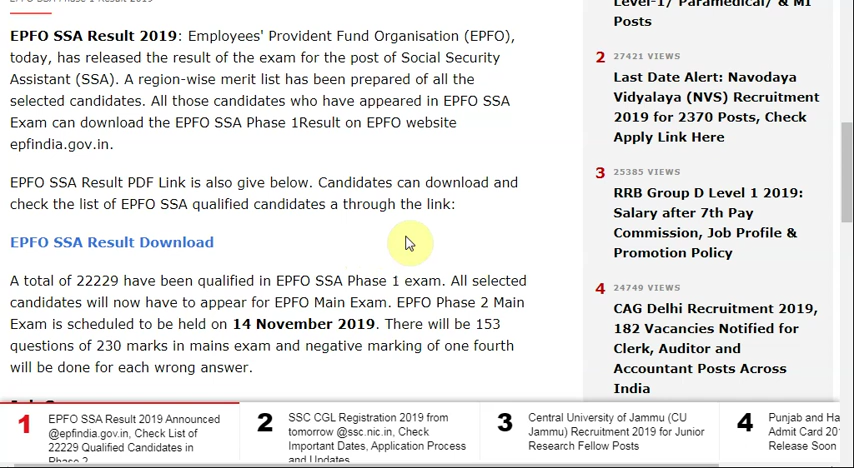 EPFO SSA Phase 1 Result 2019
EPFO SSA Result 2019: Employees' Provident Fund Organisation (EPFO),
today, has released the result of the exam for the post of Social Security
Assistant (SSA). A region-wise merit list has been prepared of all the
selected candidates. All those candidates who have appeared in EPFO SSA
Exam can download the EPFO SSA Phase 1Result on EPFO website
epfindia.gov.in.
EPFO SSA Result PDF Link is also give below. Candidates can download and
check the list of EPFO SSA qualified candidates a through the link:
EPFO SSA Result Download
A total of 22229 have been qualified in EPFO SSA Phase 1 exam. All selected
candidates will now have to appear for EPFO Main Exam. EPFO Phase 2 Main
Exam is scheduled to be held on 14 November 2019. There will be 153
questions of 230 marks in mains exam and negative marking of one fourth
will be done for each wrong answer.
Level-1/ Paramedical/ & MI
Posts
2 27421 VIEWS
Last Date Alert: Navodaya
Vidyalaya (NVS) Recruitment
2019 for 2370 Posts, Check
Apply Link Here
3 25385 VIEWS
RRB Group D Level 1 2019:
Salary after 7th Pay
Commission, Job Profile &
Promotion Policy
4 24749 VIEWS
CAG Delhi Recruitment 2019,
182 Vacancies Notified for
Clerk, Auditor and
Accountant Posts Across
India
1 EPFO SSA Result 2019 Announced
@epfindia.gov.in, Check List of
22229 Qualified Candidates in
Phase 2
2 SSC CGL Registration 2019 from
tomorrow @ssc.nic.in, Check
Important Dates, Application Process
and Updates
3 Central University of Jammu (CU
Jammu) Recruitment 2019 for Junior
Research Fellow Posts
4 Punjab and Ha
Admit Card 201
Release Soon